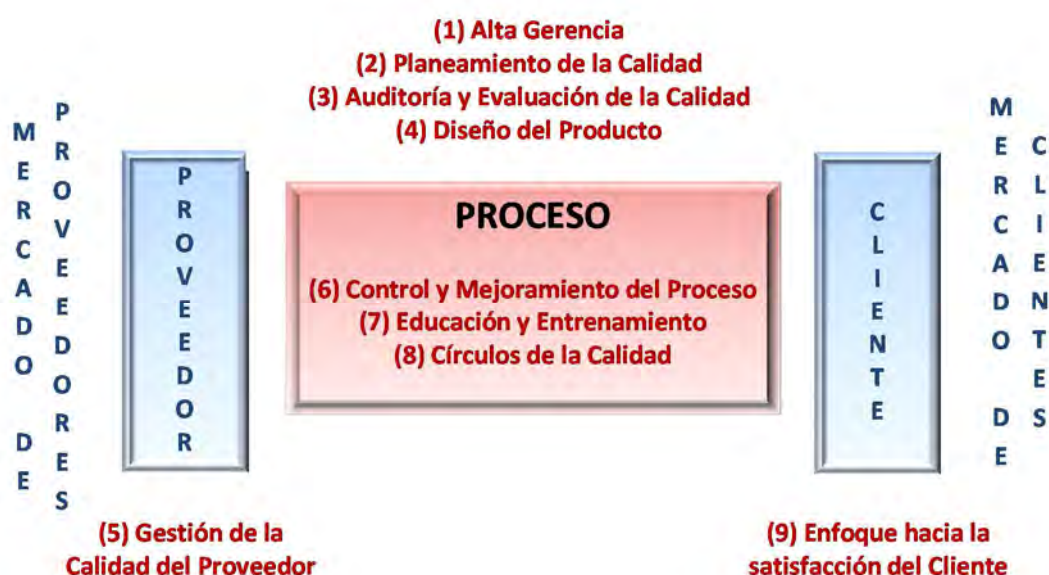 (1) Alta Gerencia
(2) Planeamiento de la Calidad
(3) Auditoría y Evaluación de la Calidad
(4) Diseño del Producto
MERCADO DE
PROVEEDORES
PROVEEDOR
PROCESO
(6) Control y Mejoramiento del Proceso
(7) Educación y Entrenamiento
(8) Círculos de la Calidad
CLIENTE
MERCADO DE
CLIENTES
(5) Gestión de la
Calidad del Proveedor
(9) Enfoque hacia la
satisfacción del Cliente